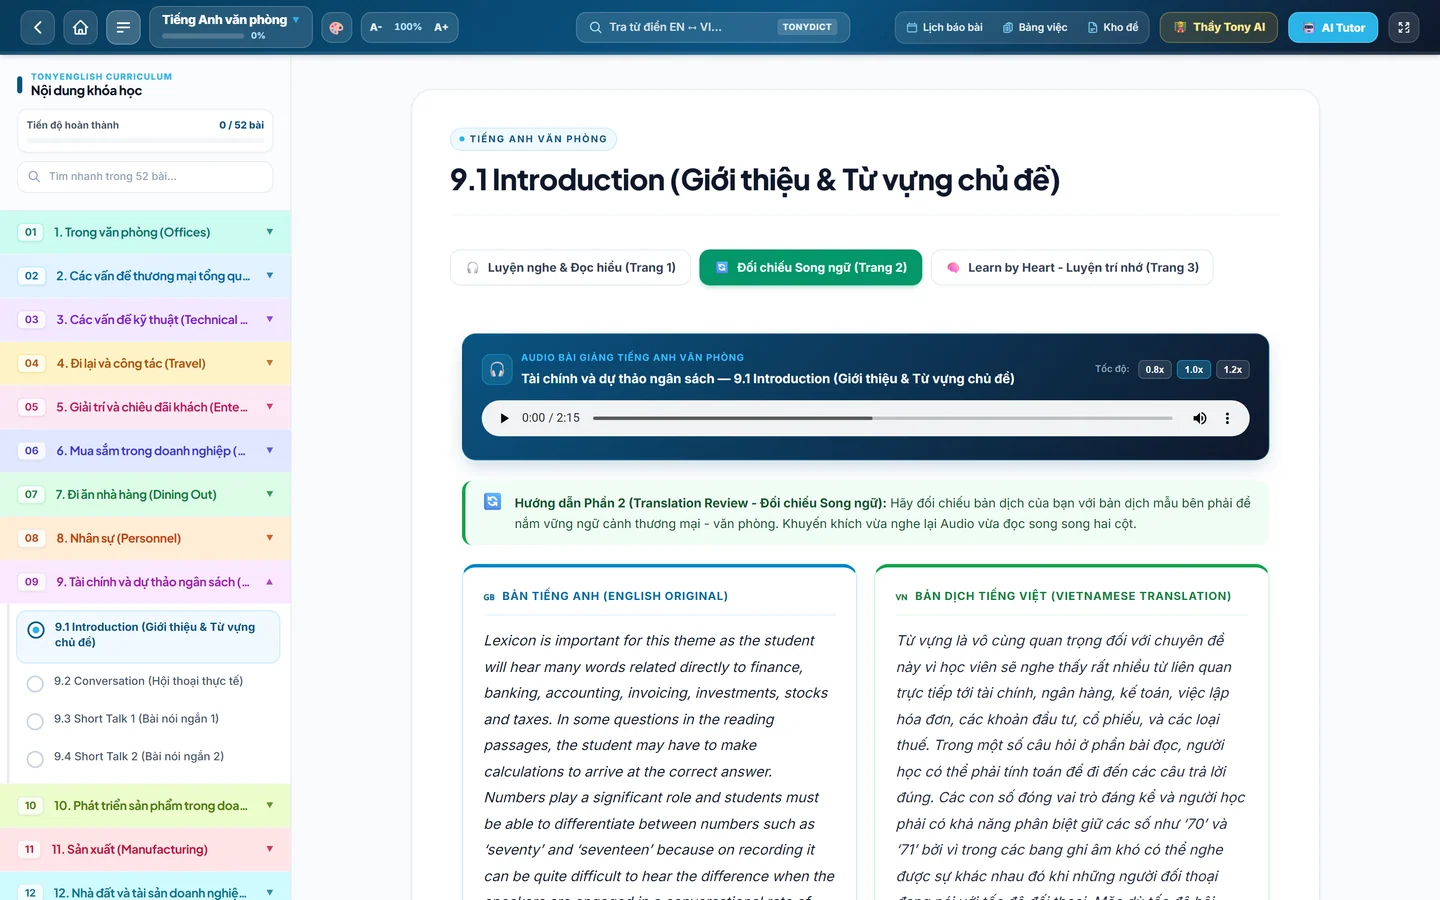 Tiếng Anh văn phòng ▼
0%
A-
100%
A+
Tra từ điển EN ↔ VI...
TONYDICT
Lịch báo bài
Bảng việc
Kho đề
Thầy Tony AI
AI Tutor
TONYENGLISH CURRICULUM
Nội dung khóa học
Tiến độ hoàn thành
0 / 52 bài
Tìm nhanh trong 52 bài...
01 1. Trong văn phòng (Offices) ▼
02 2. Các vấn đề thương mại tổng qu... ▼
03 3. Các vấn đề kỹ thuật (Technical ... ▼
04 4. Đi lại và công tác (Travel) ▼
05 5. Giải trí và chiêu đãi khách (Ente... ▼
06 6. Mua sắm trong doanh nghiệp (... ▼
07 7. Đi ăn nhà hàng (Dining Out) ▼
08 8. Nhân sự (Personnel) ▼
09 9. Tài chính và dự thảo ngân sách (... ▲
9.1 Introduction (Giới thiệu & Từ vựng
chủ đề)
9.2 Conversation (Hội thoại thực tế)
9.3 Short Talk 1 (Bài nói ngắn 1)
9.4 Short Talk 2 (Bài nói ngắn 2)
10 10. Phát triển sản phẩm trong doa... ▼
11 11. Sản xuất (Manufacturing) ▼
12 12. Nhà đất và tài sản doanh nghiệ... ▼
TIẾNG ANH VĂN PHÒNG
9.1 Introduction (Giới thiệu & Từ vựng chủ đề)
Luyện nghe & Đọc hiểu (Trang 1)
Đối chiếu Song ngữ (Trang 2)
Learn by Heart - Luyện trí nhớ (Trang 3)
AUDIO BÀI GIẢNG TIẾNG ANH VĂN PHÒNG
Tài chính và dự thảo ngân sách — 9.1 Introduction (Giới thiệu & Từ vựng chủ đề)
Tốc độ:
0.8x
1.0x
1.2x
0:00 / 2:15
Hướng dẫn Phần 2 (Translation Review - Đối chiếu Song ngữ): Hãy đối chiếu bản dịch của bạn với bản dịch mẫu bên phải để
nắm vững ngữ cảnh thương mại - văn phòng. Khuyến khích vừa nghe lại Audio vừa đọc song song hai cột.
GB BẢN TIẾNG ANH (ENGLISH ORIGINAL)
Lexicon is important for this theme as the student
will hear many words related directly to finance,
banking, accounting, invoicing, investments, stocks
and taxes. In some questions in the reading
passages, the student may have to make
calculations to arrive at the correct answer.
Numbers play a significant role and students must
be able to differentiate between numbers such as
‘seventy’ and ‘seventeen’ because on recording it
can be quite difficult to hear the difference when the
speakers are engaged in a conversational rate of
VN BẢN DỊCH TIẾNG VIỆT (VIETNAMESE TRANSLATION)
Từ vựng là vô cùng quan trọng đối với chuyên đề
này vì học viên sẽ nghe thấy rất nhiều từ liên quan
trực tiếp tới tài chính, ngân hàng, kế toán, việc lập
hóa đơn, các khoản đầu tư, cổ phiếu, và các loại
thuế. Trong một số câu hỏi ở phần bài đọc, người
học có thể phải tính toán để đi đến các câu trả lời
đúng. Các con số đóng vai trò đáng kể và người học
phải có khả năng phân biệt giữ các số như ‘70’ và
‘71’ bởi vì trong các bang ghi âm khó có thể nghe
được sự khác nhau đó khi những người đối thoại